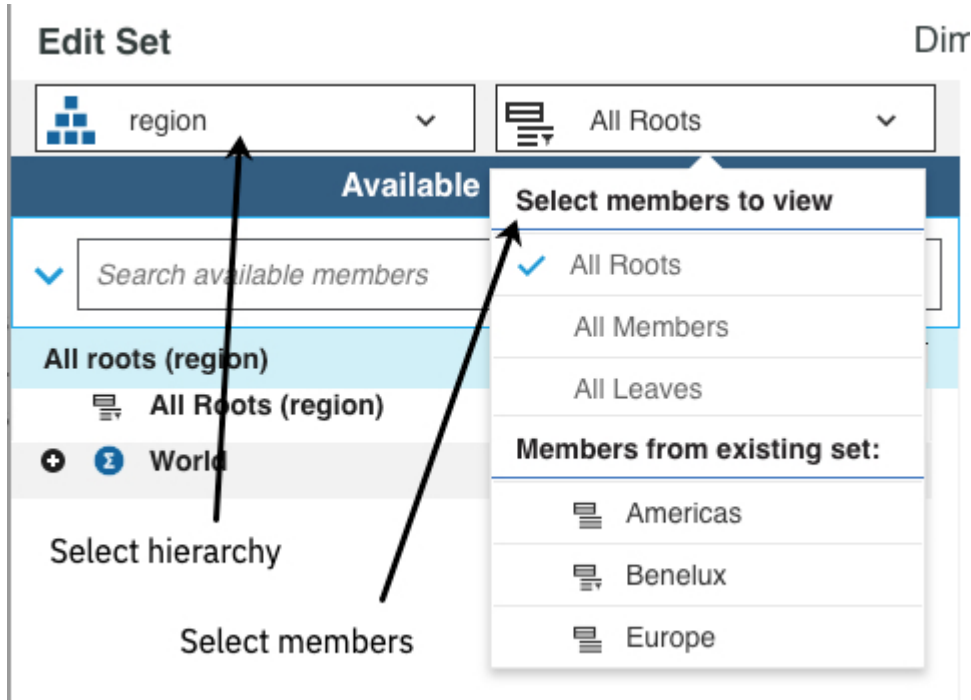 Edit Set
Dim
region
All Roots
Available
Select members to view
Search available members
All Roots
All Members
All roots (region)
All Leaves
All Roots (region)
Members from existing set:
World
Americas
Select hierarchy
Benelux
Select members
Europe